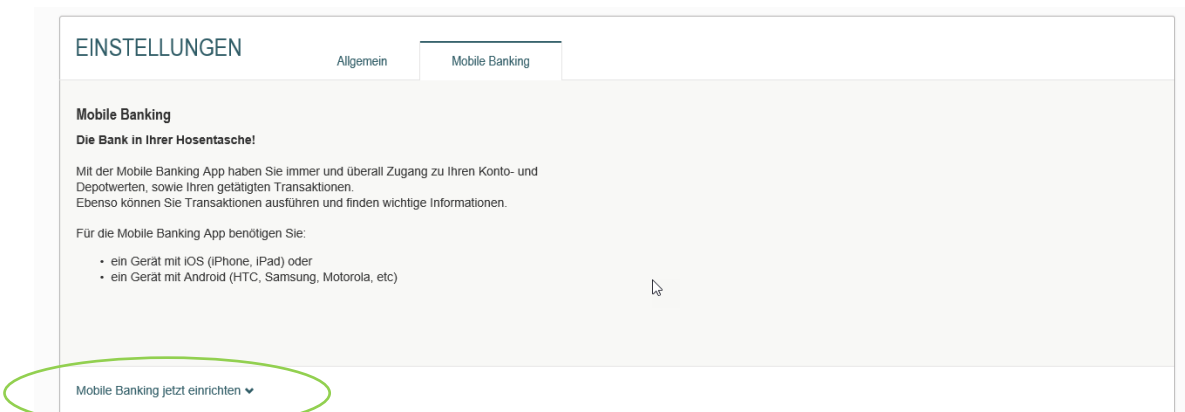 EINSTELLUNGEN
Allgemein
Mobile Banking
Mobile Banking
Die Bank in Ihrer Hosentasche!
Mit der Mobile Banking App haben Sie immer und überall Zugang zu Ihren Konto- und
Depotwerten, sowie Ihren getätigten Transaktionen.
Ebenso können Sie Transaktionen ausführen und finden wichtige Informationen.
Für die Mobile Banking App benötigen Sie:
• ein Gerät mit iOS (iPhone, iPad) oder
• ein Gerät mit Android (HTC, Samsung, Motorola, etc)
Mobile Banking jetzt einrichten